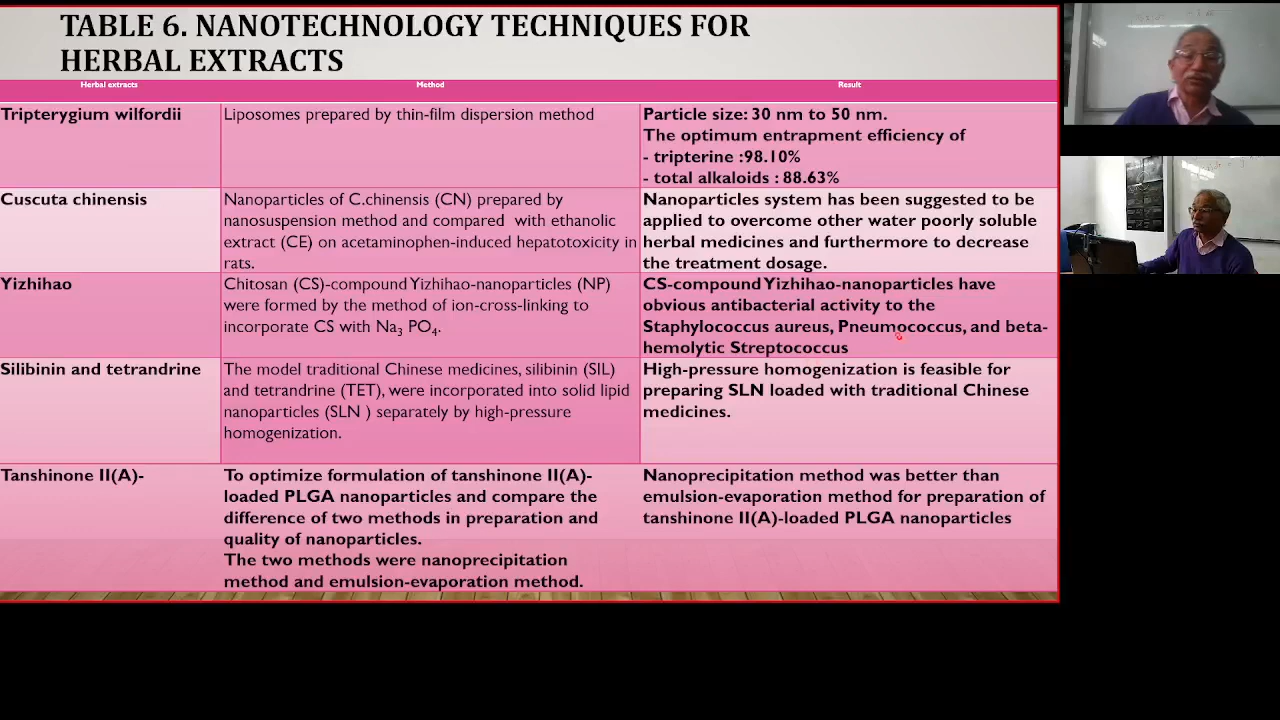 TABLE 6. NANOTECHNOLOGY TECHNIQUES FOR
HERBAL EXTRACTS
Herbal extracts Method Result
Tripterygium wilfordii
Liposomes prepared by thin-film dispersion method
Particle size: 30 nm to 50 nm.
The optimum entrapment efficiency of
- tripterine :98.10%
- total alkaloids : 88.63%
Cuscuta chinensis
Nanoparticles of C.chinensis (CN) prepared by
nanosuspension method and compared with ethanolic
extract (CE) on acetaminophen-induced hepatotoxicity in
rats.
Nanoparticles system has been suggested to be
applied to overcome other water poorly soluble
herbal medicines and furthermore to decrease
the treatment dosage.
Yizhihao
Chitosan (CS)-compound Yizhihao-nanoparticles (NP)
were formed by the method of ion-cross-linking to
incorporate CS with Na3 PO4.
CS-compound Yizhihao-nanoparticles have
obvious antibacterial activity to the
Staphylococcus aureus, Pneumococcus, and beta-
hemolytic Streptococcus
Silibinin and tetrandrine
The model traditional Chinese medicines, silibinin (SIL)
and tetrandrine (TET), were incorporated into solid lipid
nanoparticles (SLN ) separately by high-pressure
homogenization.
High-pressure homogenization is feasible for
preparing SLN loaded with traditional Chinese
medicines.
Tanshinone II(A)-
To optimize formulation of tanshinone II(A)-
loaded PLGA nanoparticles and compare the
difference of two methods in preparation and
quality of nanoparticles.
The two methods were nanoprecipitation
method and emulsion-evaporation method.
Nanoprecipitation method was better than
emulsion-evaporation method for preparation of
tanshinone II(A)-loaded PLGA nanoparticles